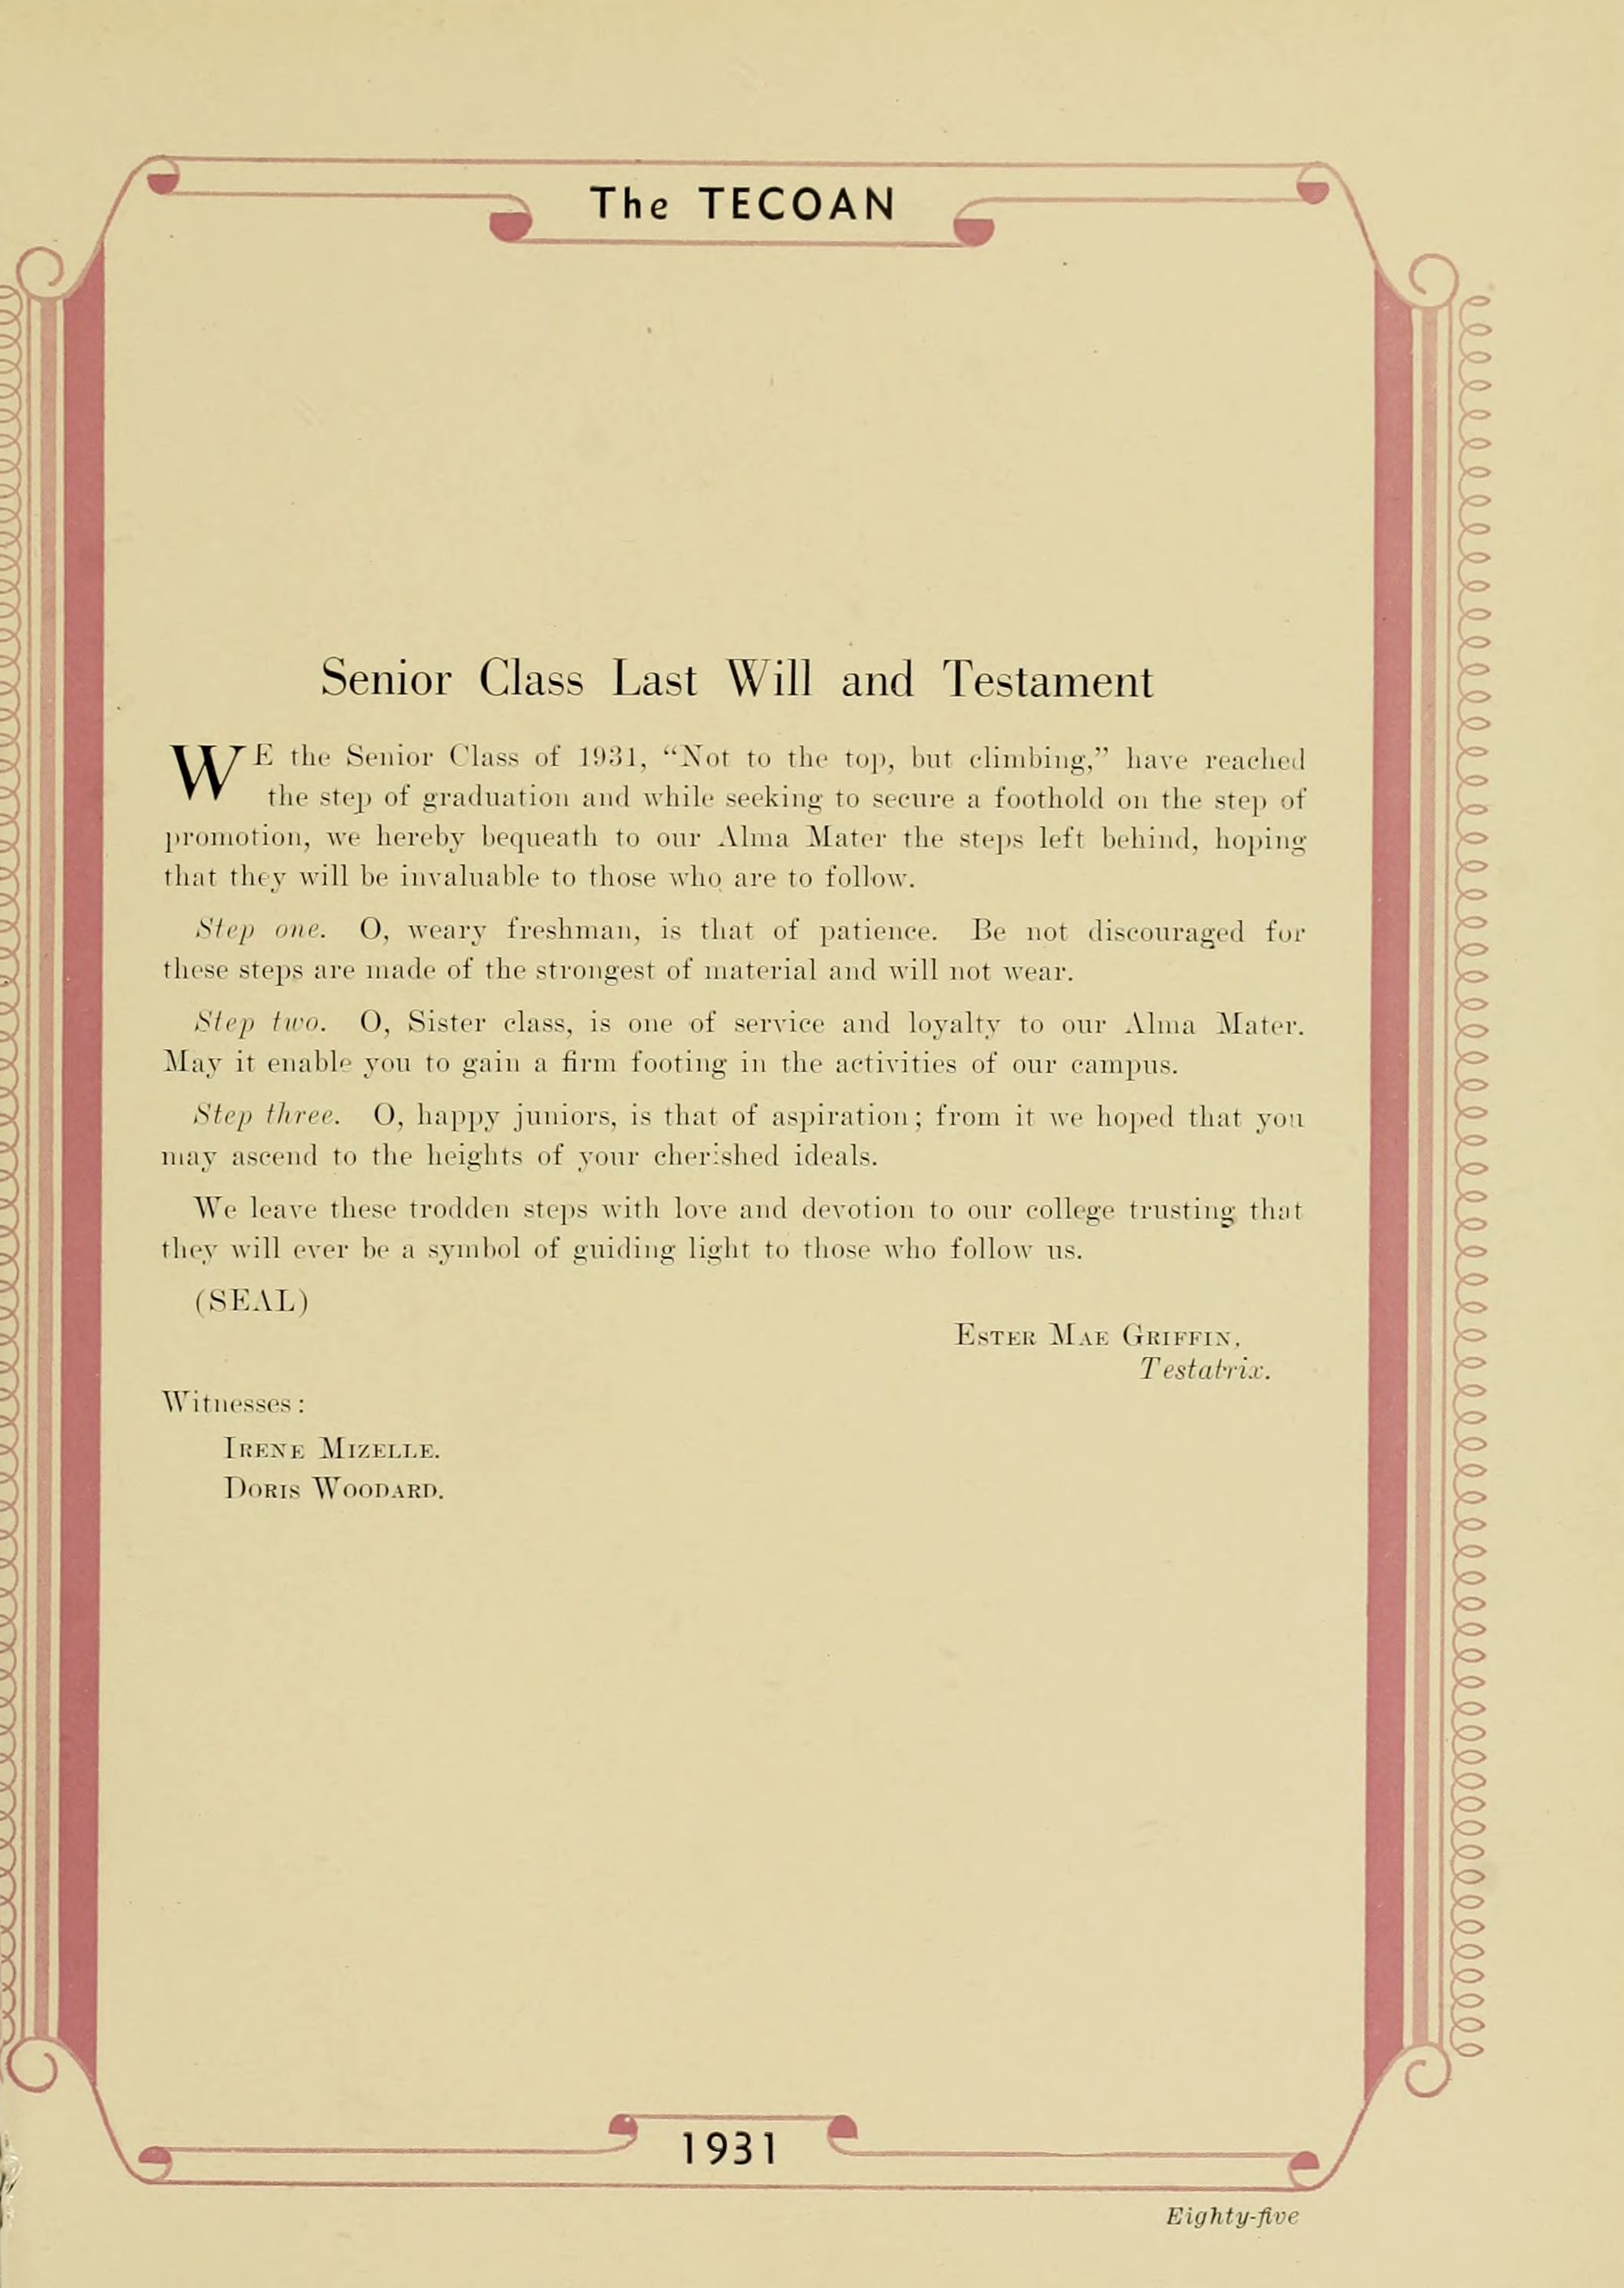 The TECOAN
Senior Class Last Will and Testament
WE the Senior Class of 1931, “Not to the top, but climbing,” have reached
the step of graduation and while seeking to secure a foothold on the step of
promotion, we hereby bequeath to our Alma Mater the steps left behind, hoping
that they will be invaluable to those who are to follow.
Step one. O, weary freshman, is that of patience. Be not discouraged for
these steps are made of the strongest of material and will not wear.
Step two. O, Sister class, is one of service and loyalty to our Alma Mater.
May it enable you to gain a firm footing in the activities of our campus.
Step three. O, happy juniors, is that of aspiration; from it we hoped that you
may ascend to the heights of your cherished ideals.
We leave these trodden steps with love and devotion to our college trusting that
they will ever be a symbol of guiding light to those who follow us.
(SEAL)
ESTER MAE GRIFFIN,
Testatrix.
Witnesses:
IRENE MIZELLE.
DORIS WOODARD.
1931
Eighty-five